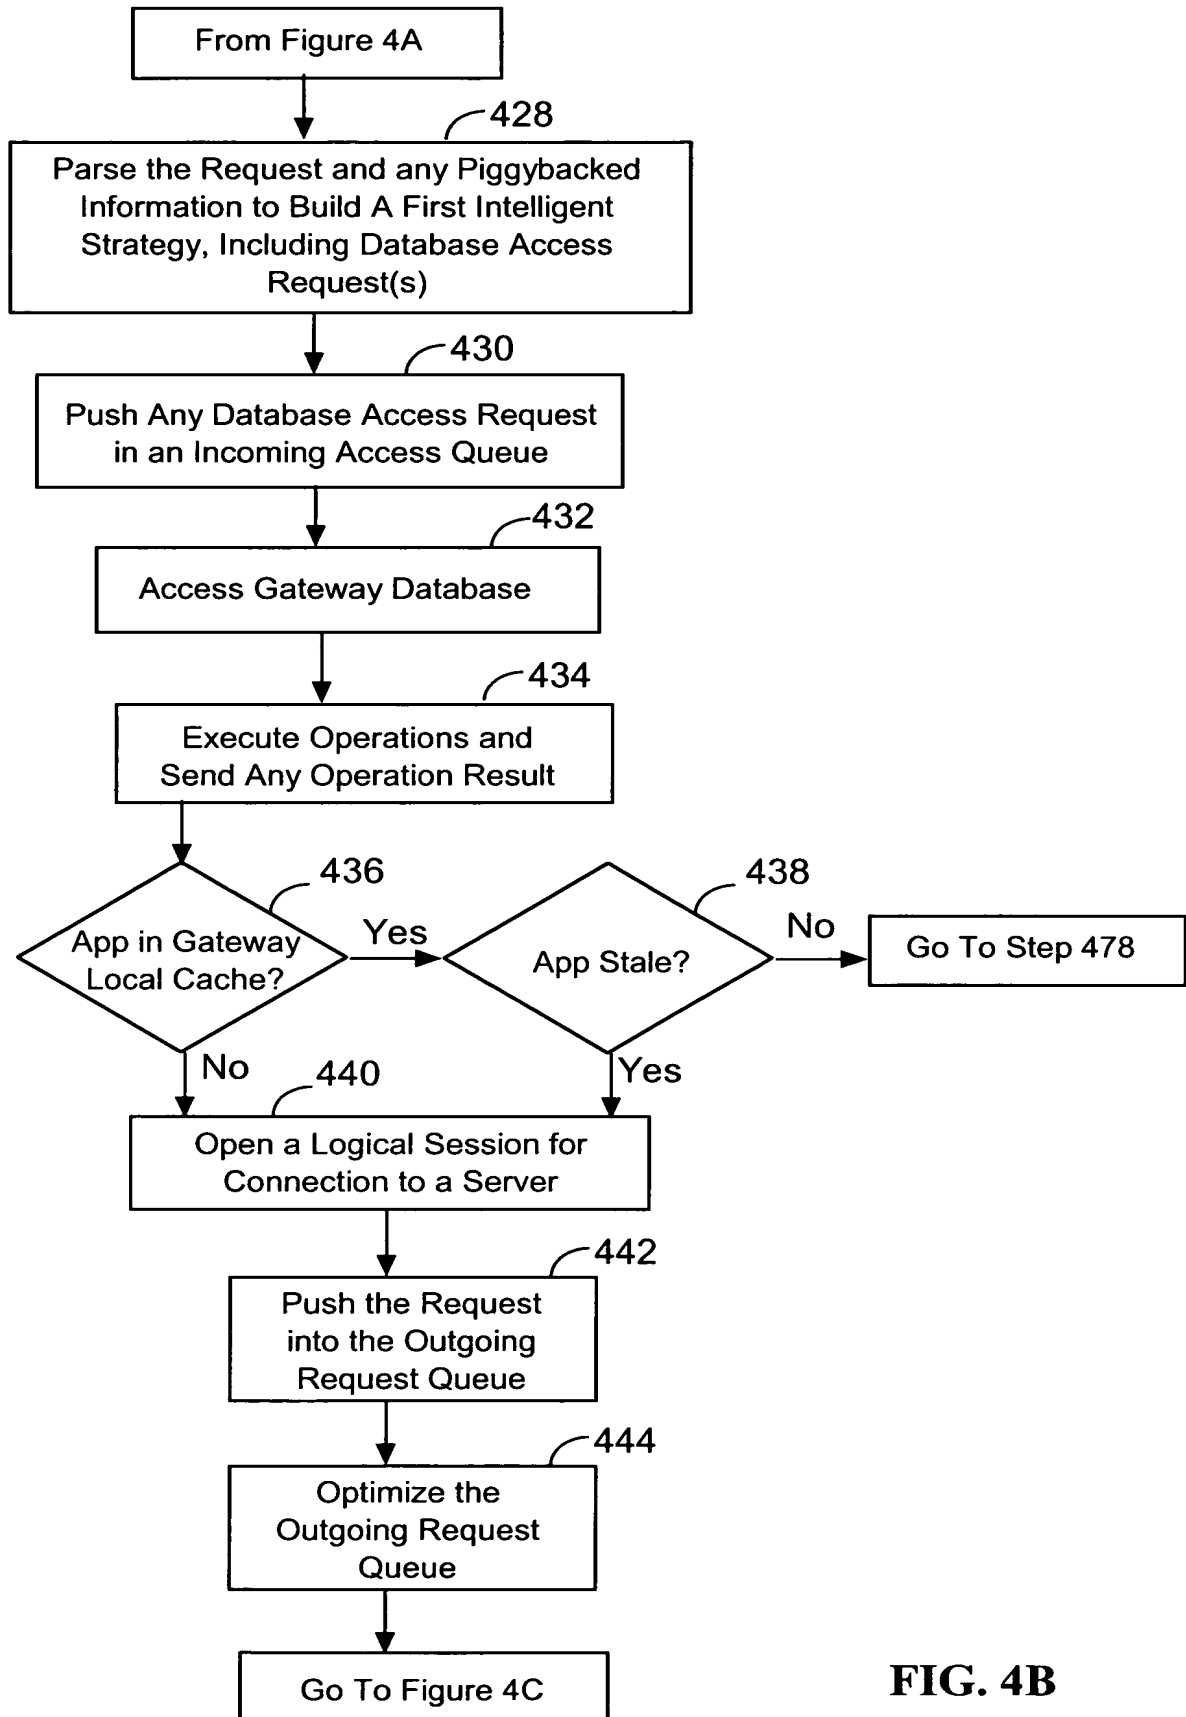 From Figure 4A
428
Parse the Request and any Piggybacked
Information to Build A First Intelligent
Strategy, Including Database Access
Request(s)
430
Push Any Database Access Request
in an Incoming Access Queue
432
Access Gateway Database
434
Execute Operations and
Send Any Operation Result
436
App in Gateway
Local Cache?
Yes
438
App Stale?
No
Go To Step 478
No
Yes
440
Open a Logical Session for
Connection to a Server
442
Push the Request
into the Outgoing
Request Queue
444
Optimize the
Outgoing Request
Queue
Go To Figure 4C
FIG. 4B